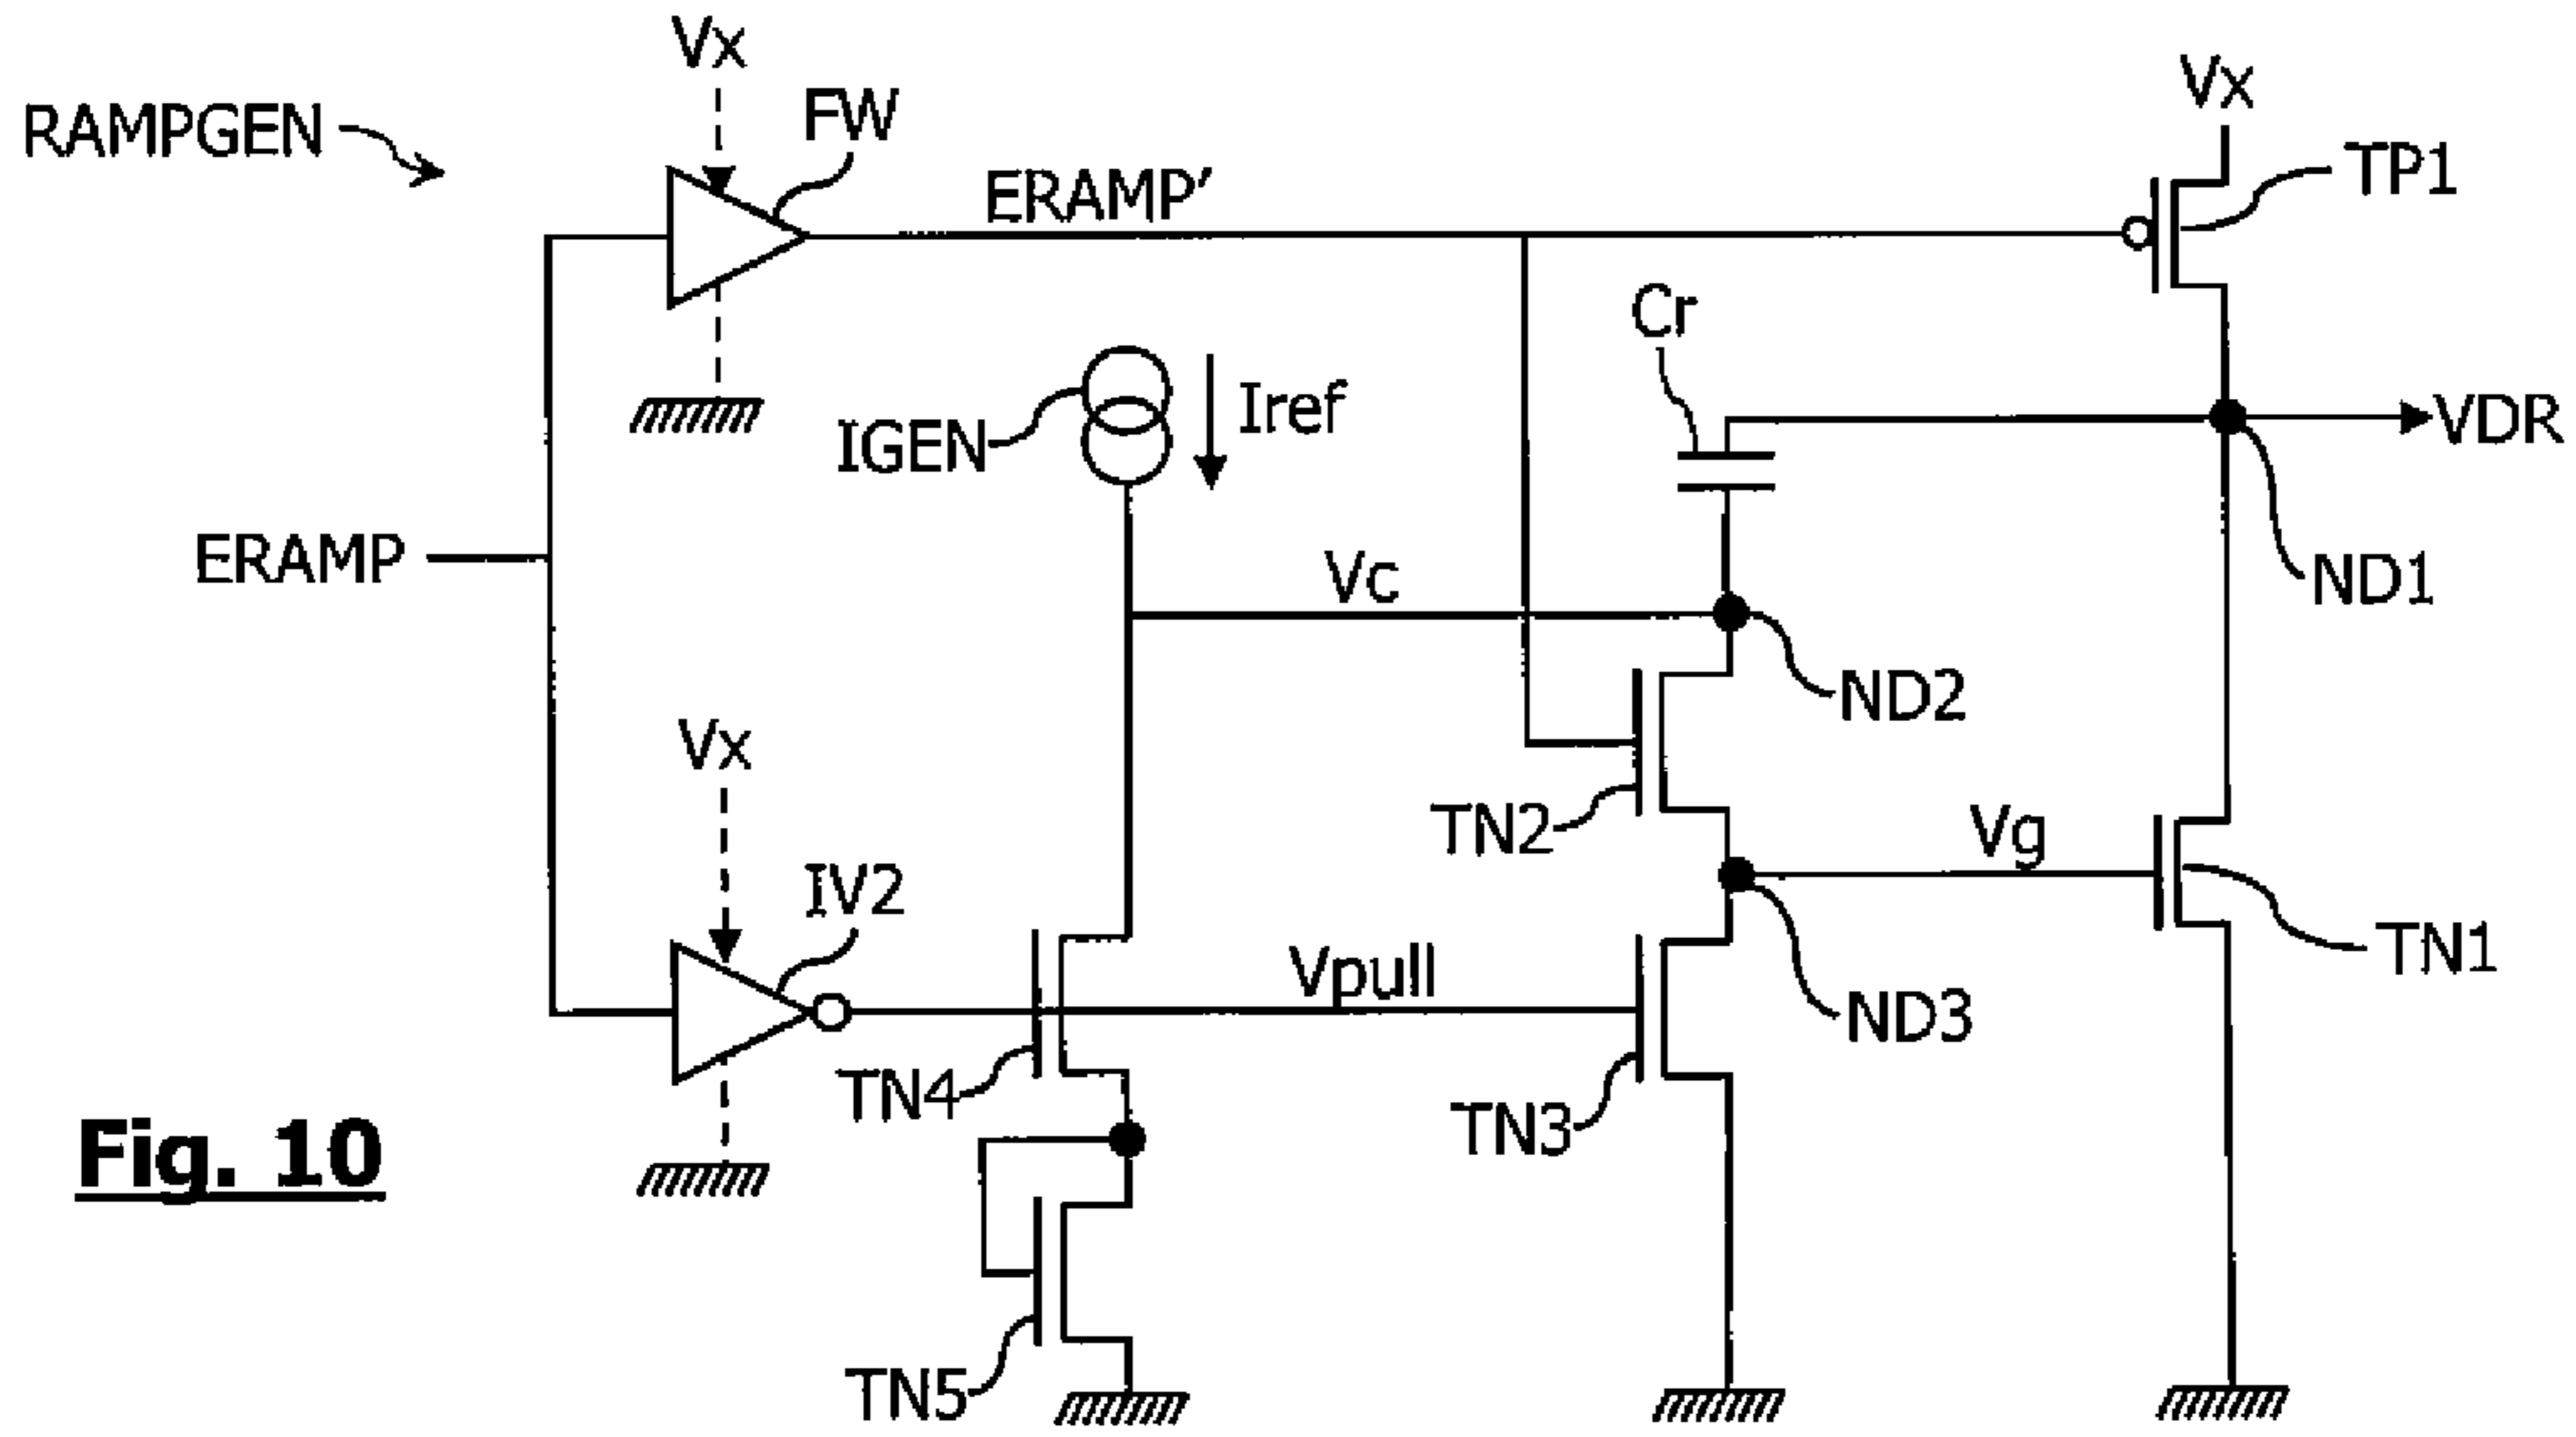 Vx
RAMPGEN
FW
ERAMP'
Vx
TP1
Cr
IGEN
Iref
VDR
ERAMP
Vc
ND1
ND2
Vx
TN2
Vg
IV2
Vpull
TN1
ND3
TN4
TN3
Fig. 10
TN5